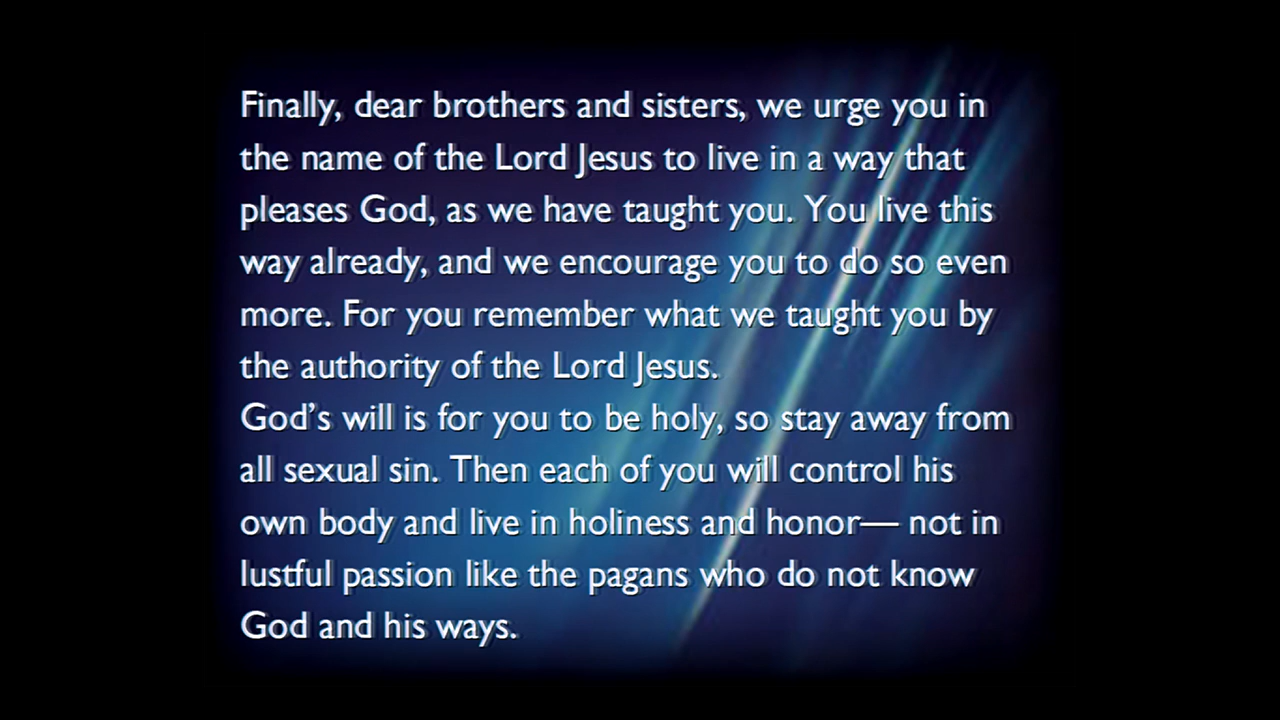 Finally, dear brothers and sisters, we urge you in
the name of the Lord Jesus to live in a way that
pleases God, as we have taught you. You live this
way already, and we encourage you to do so even
more. For you remember what we taught you by
the authority of the Lord Jesus.
God’s will is for you to be holy, so stay away from
all sexual sin. Then each of you will control his
own body and live in holiness and honor— not in
lustful passion like the pagans who do not know
God and his ways.